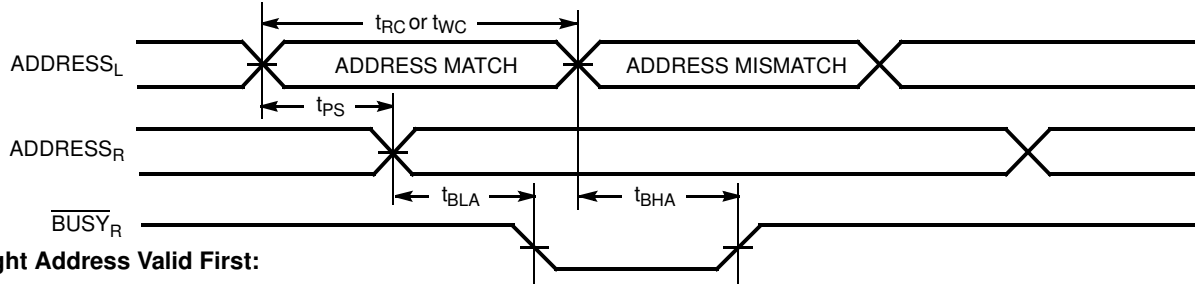 tRC or tWC
ADDRESSL ADDRESS MATCH ADDRESS MISMATCH
tPS
ADDRESSR
tBLA tBHA
BUSYR
ght Address Valid First: